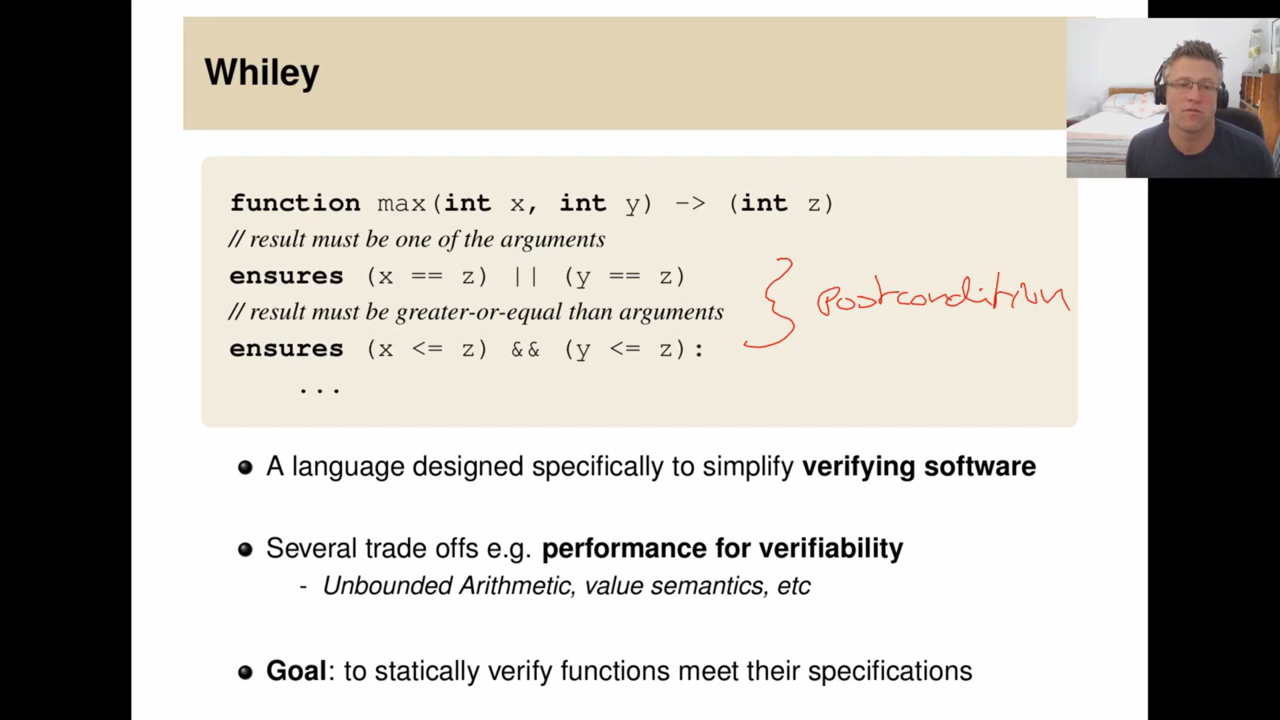 Whiley
function max(int x, int y) -> (int z)
// result must be one of the arguments
ensures (x == z) || (y == z)
// result must be greater-or-equal than arguments
ensures (x <= z) && (y <= z):
...
postcondition
● A language designed specifically to simplify verifying software
● Several trade offs e.g. performance for verifiability
- Unbounded Arithmetic, value semantics, etc
● Goal: to statically verify functions meet their specifications